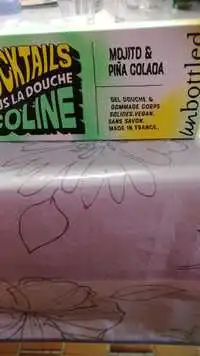 CKTAILS
US LA DOUCHE
COLINE
MOJITO &
PIÑA COLADA
GEL DOUCHE &
GOMMAGE CORPS
SOLIDES. VEGAN.
SANS SAVON.
MADE IN FRANCE.
unbottled